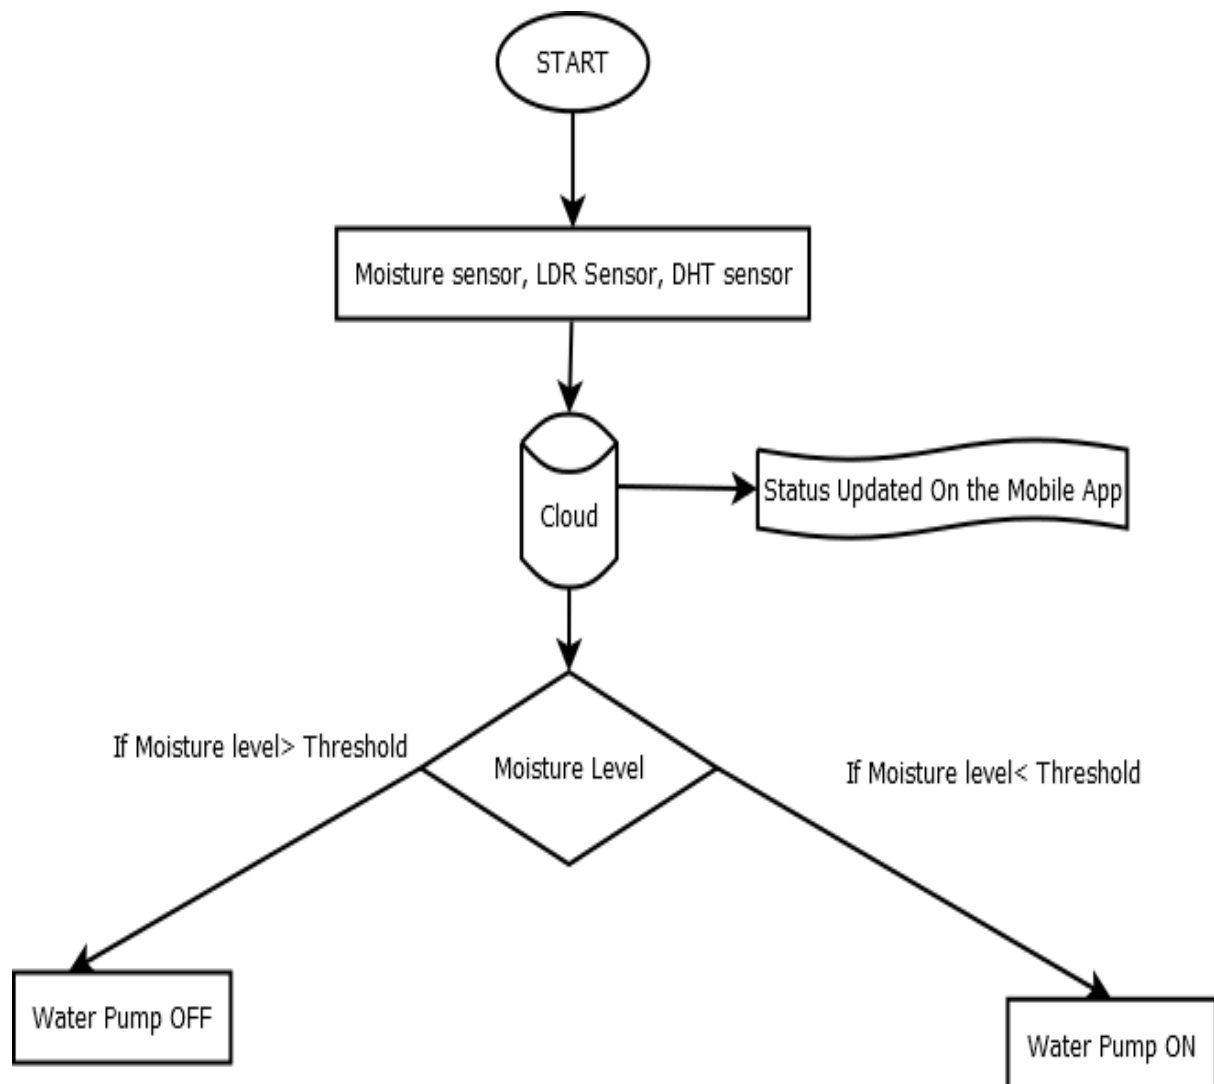 START
Moisture sensor, LDR Sensor, DHT sensor
Cloud
Status Updated On the Mobile App
Moisture Level
If Moisture level> Threshold
If Moisture level< Threshold
Water Pump OFF
Water Pump ON